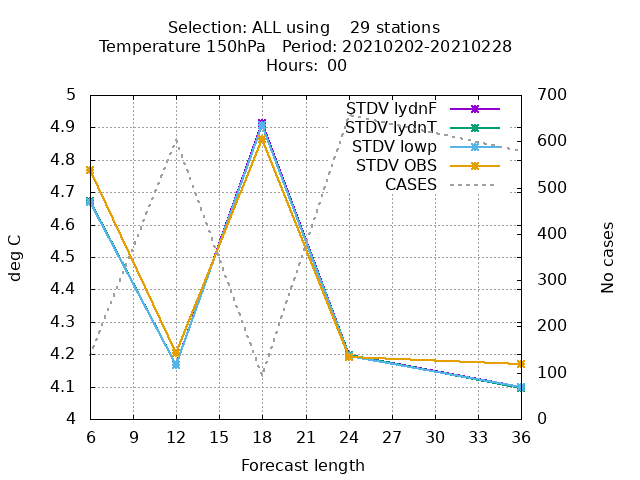 Selection: ALL using 29 stations
Temperature 150hPa Period: 20210202-20210228
Hours: 00
5
4.9
4.8
4.7
4.6
4.5
4.4
4.3
4.2
4.1
4
700
600
500
400
300
200
100
0
STDV lydnF
STDV lydnT
STDV lowp
STDV OBS
CASES
deg C
No cases
6 9 12 15 18 21 24 27 30 33 36
Forecast length